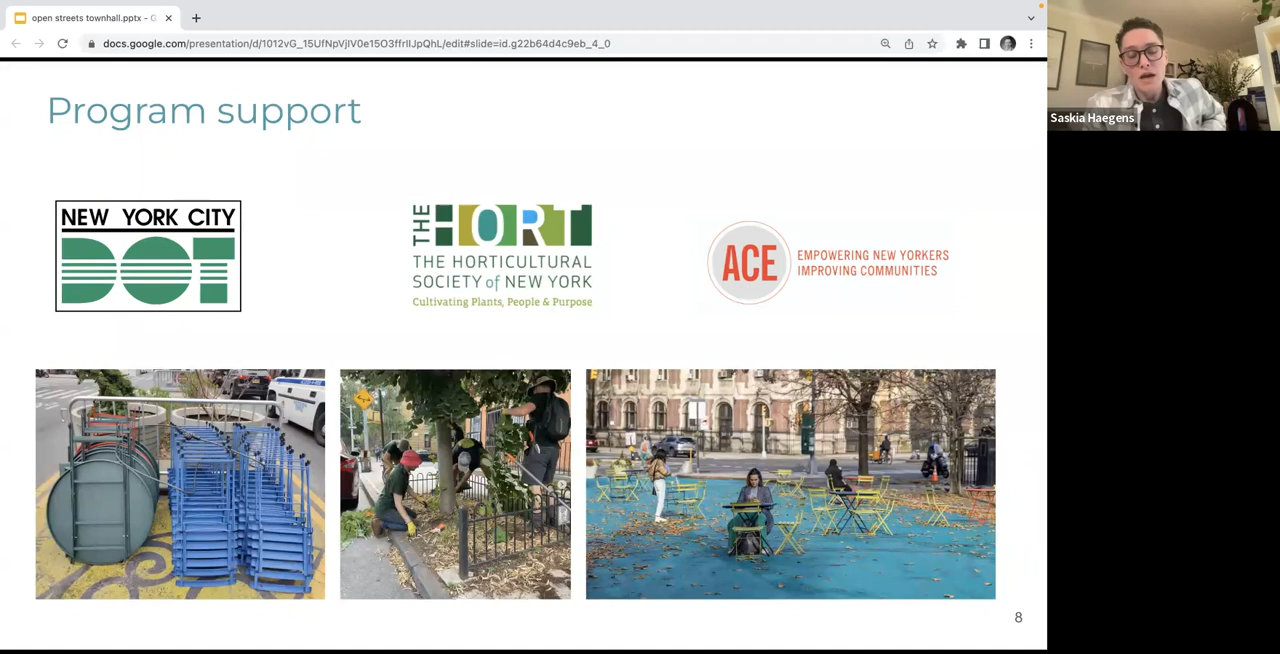 open streets townhall.pptx - G
docs.google.com/presentation/d/1012vG_15UfNpVjIV0e15O3ffrIIJpQhL/edit#slide=id.g22b64d4c9eb_4_0
Saskia Haegens
Program support
NEW YORK CITY
DOT
THE HORT
THE HORTICULTURAL
SOCIETY of NEW YORK
Cultivating Plants, People & Purpose
ACE
EMPOWERING NEW YORKERS
IMPROVING COMMUNITIES
8